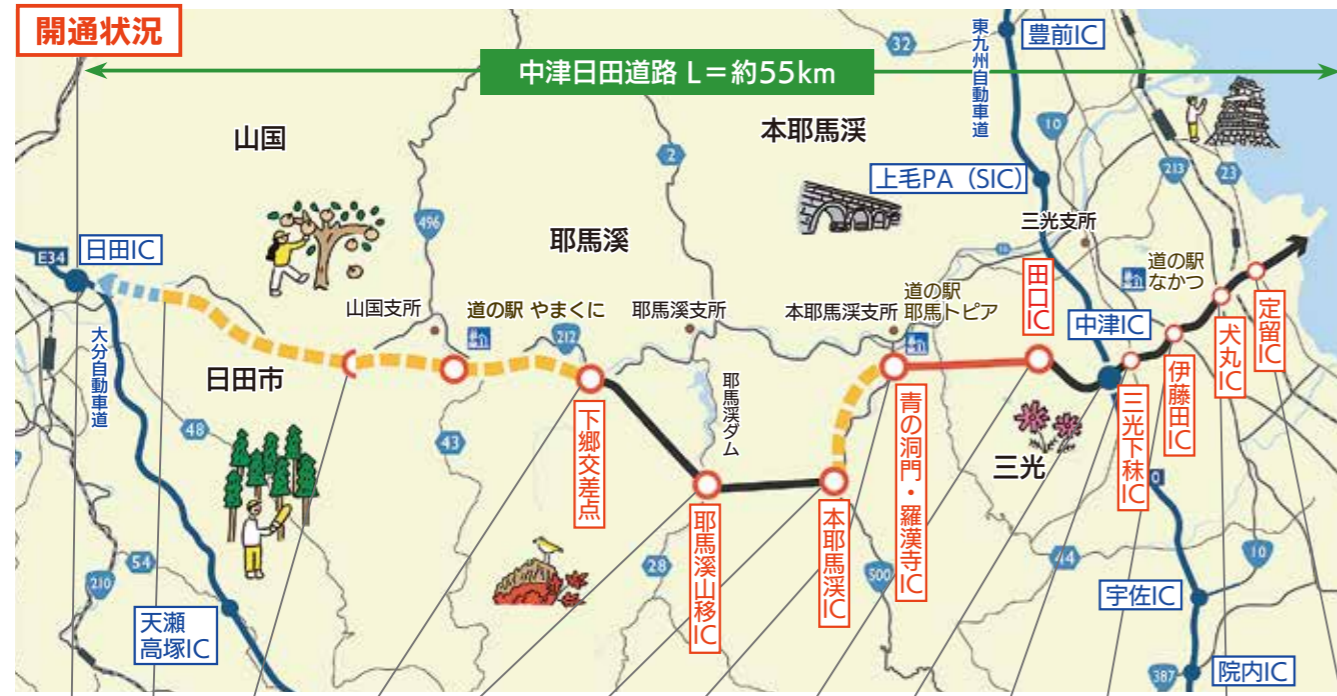 開通状況
中津日田道路 L=約55km
東九州自動車道
豊前IC
32
10
山国
本耶馬渓
2
上毛PA（SIC）
213
23
496
耶馬溪
三光支所
E34
日田IC
田口IC
道の駅
なかつ
山国支所
道の駅 やまくに
耶馬溪支所
本耶馬渓支所
道の駅
耶馬トピア
中津IC
212
定留IC
犬丸IC
伊藤田IC
三光下秣IC
大分自動車道
日田市
耶馬溪ダム
青の洞門・羅漢寺IC
下郷交差点
48
43
三光
耶馬溪山移IC
本耶馬渓IC
54
210
28
500
44
10
天瀬
高塚IC
宇佐IC
387
院内IC